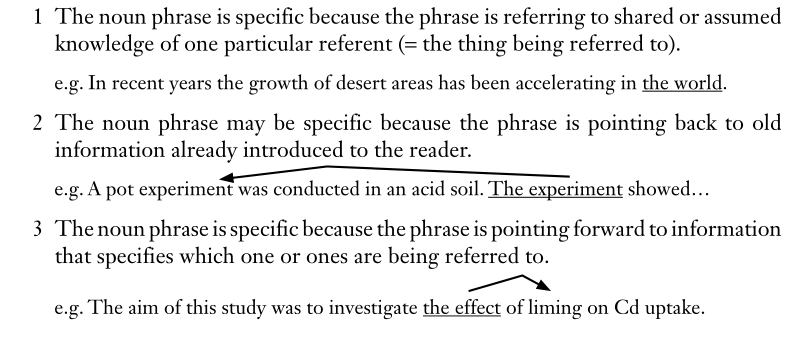 1 The noun phrase is specific because the phrase is referring to shared or assumed
knowledge of one particular referent (= the thing being referred to).
e.g. In recent years the growth of desert areas has been accelerating in the world.
2 The noun phrase may be specific because the phrase is pointing back to old
information already introduced to the reader.
e.g. A pot experiment was conducted in an acid soil. The experiment showed…
3 The noun phrase is specific because the phrase is pointing forward to information
that specifies which one or ones are being referred to.
e.g. The aim of this study was to investigate the effect of liming on Cd uptake.